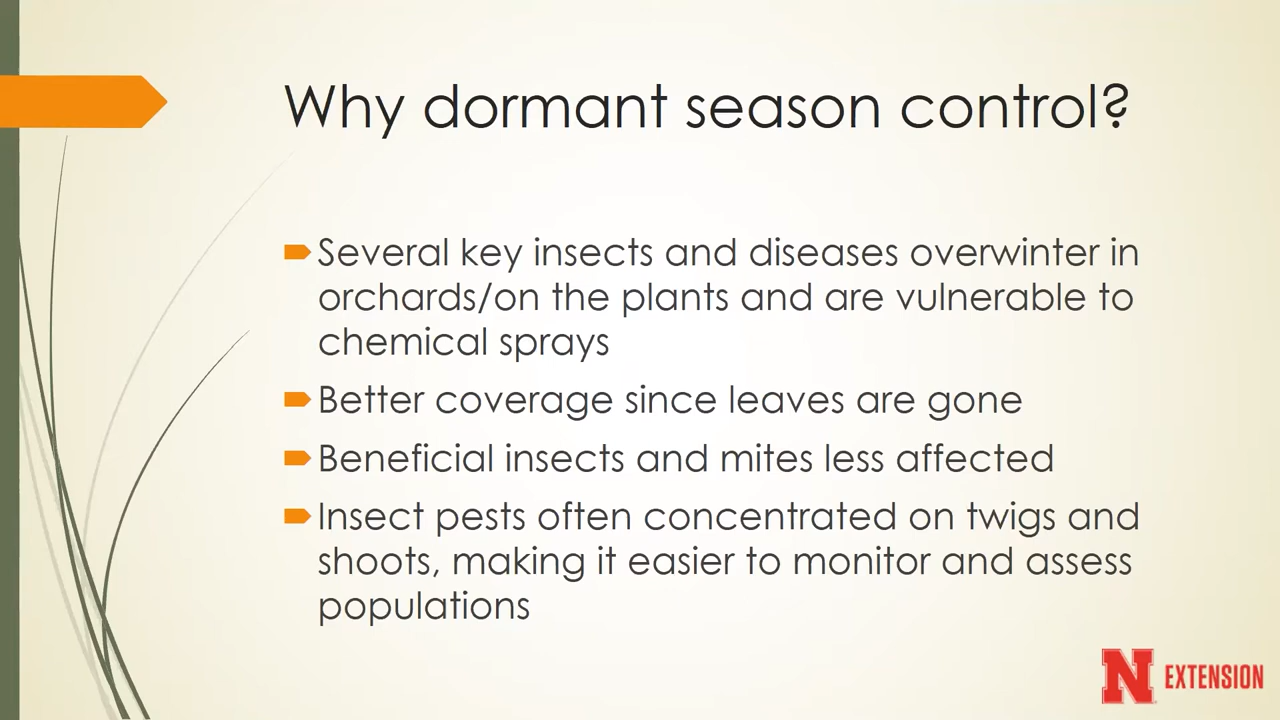 Why dormant season control?
Several key insects and diseases overwinter in
orchards/on the plants and are vulnerable to
chemical sprays
Better coverage since leaves are gone
Beneficial insects and mites less affected
Insect pests often concentrated on twigs and
shoots, making it easier to monitor and assess
populations
N EXTENSION